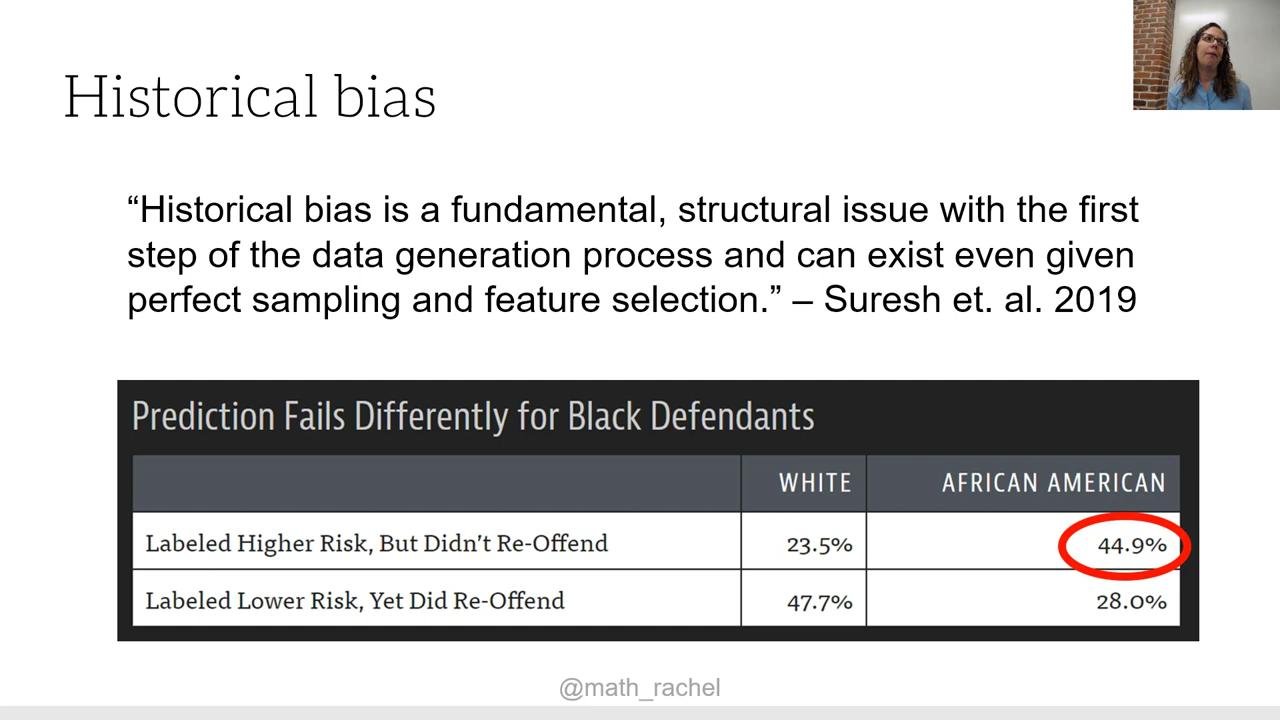 Historical bias
“Historical bias is a fundamental, structural issue with the first
step of the data generation process and can exist even given
perfect sampling and feature selection.” – Suresh et. al. 2019
Prediction Fails Differently for Black Defendants
WHITE AFRICAN AMERICAN
Labeled Higher Risk, But Didn’t Re-Offend 23.5% 44.9%
Labeled Lower Risk, Yet Did Re-Offend 47.7% 28.0%
@math_rachel